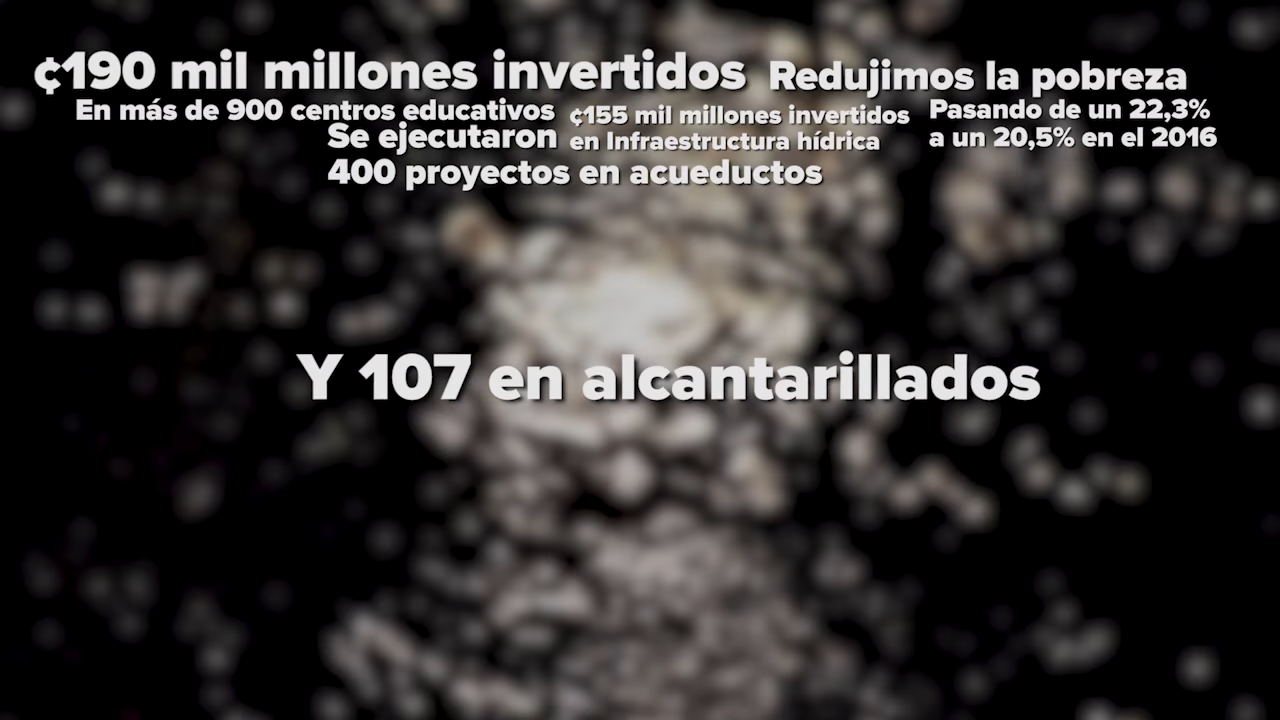 ¢190 mil millones invertidos
En más de 900 centros educativos
Redujimos la pobreza
Pasando de un 22,3%
a un 20,5% en el 2016
¢155 mil millones invertidos
en Infraestructura hídrica
Se ejecutaron
400 proyectos en acueductos
Y 107 en alcantarillados